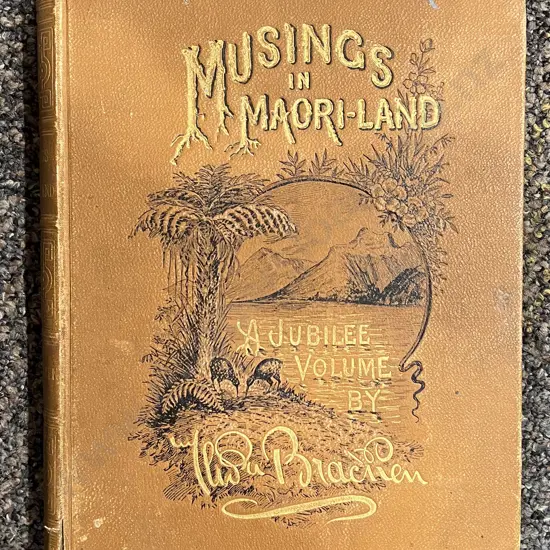 MUSINGS
IN
MAORI-LAND
A JUBILEE
VOLUME
BY
Thos Bracken